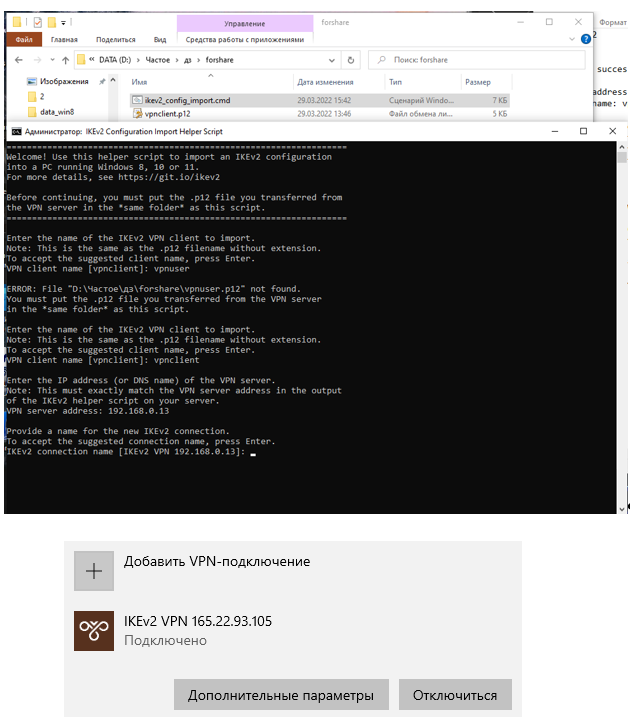 Управление
forshare
Файл
Главная
Поделиться
Вид
Средства работы с приложениями
Формат
DATA (D:) › Частое › дз › forshare
Поиск: forshare
Изображения
Имя
Дата изменения
Тип
Размер
2
ikev2_config_import.cmd
29.03.2022 15:42
Сценарий Windo...
7 КБ
data_win8
vpnclient.p12
29.03.2022 13:46
Файл обмена ли...
5 КБ
succes
address
name: v
Администратор: IKEv2 Configuration Import Helper Script
===================================================================
Welcome! Use this helper script to import an IKEv2 configuration
into a PC running Windows 8, 10 or 11.
For more details, see https://git.io/ikev2
Before continuing, you must put the .p12 file you transferred from
the VPN server in the *same folder* as this script.
===================================================================
Enter the name of the IKEv2 VPN client to import.
Note: This is the same as the .p12 filename without extension.
To accept the suggested client name, press Enter.
VPN client name [vpnclient]: vpnuser
ERROR: File "D:\Частое\дз\forshare\vpnuser.p12" not found.
You must put the .p12 file you transferred from the VPN server
in the *same folder* as this script.
Enter the name of the IKEv2 VPN client to import.
Note: This is the same as the .p12 filename without extension.
To accept the suggested client name, press Enter.
VPN client name [vpnclient]: vpnclient
Enter the IP address (or DNS name) of the VPN server.
Note: This must exactly match the VPN server address in the output
of the IKEv2 helper script on your server.
VPN server address: 192.168.0.13
Provide a name for the new IKEv2 connection.
To accept the suggested connection name, press Enter.
IKEv2 connection name [IKEv2 VPN 192.168.0.13]:
Добавить VPN-подключение
IKEv2 VPN 165.22.93.105
Подключено
Дополнительные параметры
Отключиться